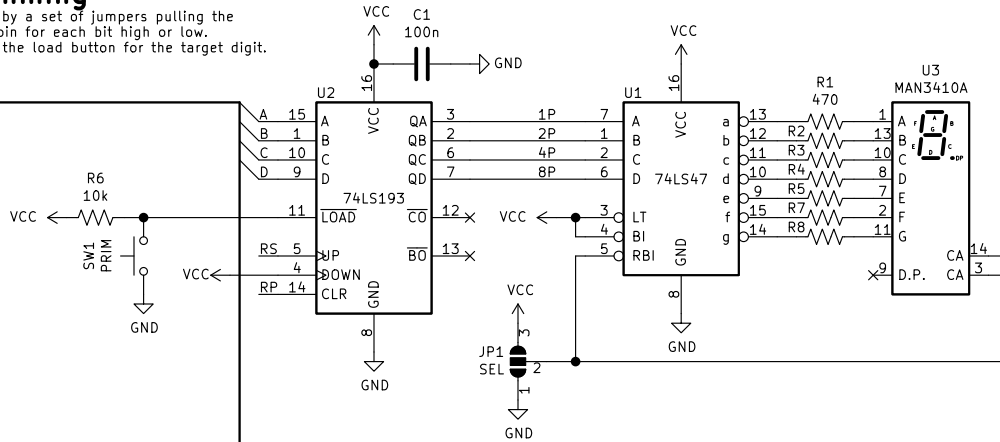 by a set of jumpers pulling the
pin for each bit high or low.
the load button for the target digit.
VCC
C1
100n
GND
16
VCC
16
U2
A 15
B 1
C 10
D 9
A
B
C
D
VCC
QA 3
QB 2
QC 6
QD 7
1P
2P
4P
8P
74LS193
R6
10k
VCC
SW1
PRIM
GND
11
LOAD
CO 12
RS 5
UP
BO 13
VCC
4
DOWN
RP 14
CLR
GND
8
GND
U1
7 A
1 B
2 C
6 D
VCC
74LS47
a 13
b 12
c 11
d 10
e 9
f 15
g 14
VCC
3
LT
4
BI
5
RBI
GND
8
GND
R1
470
R2
R3
R4
R5
R7
R8
U3
MAN3410A
1 A
13 B
10 C
8 D
7 E
2 F
11 G
9 D.P.
A
F
B
G
E
C
D
DP
CA 14
CA 3
VCC
3
JP1
SEL
2
1
GND